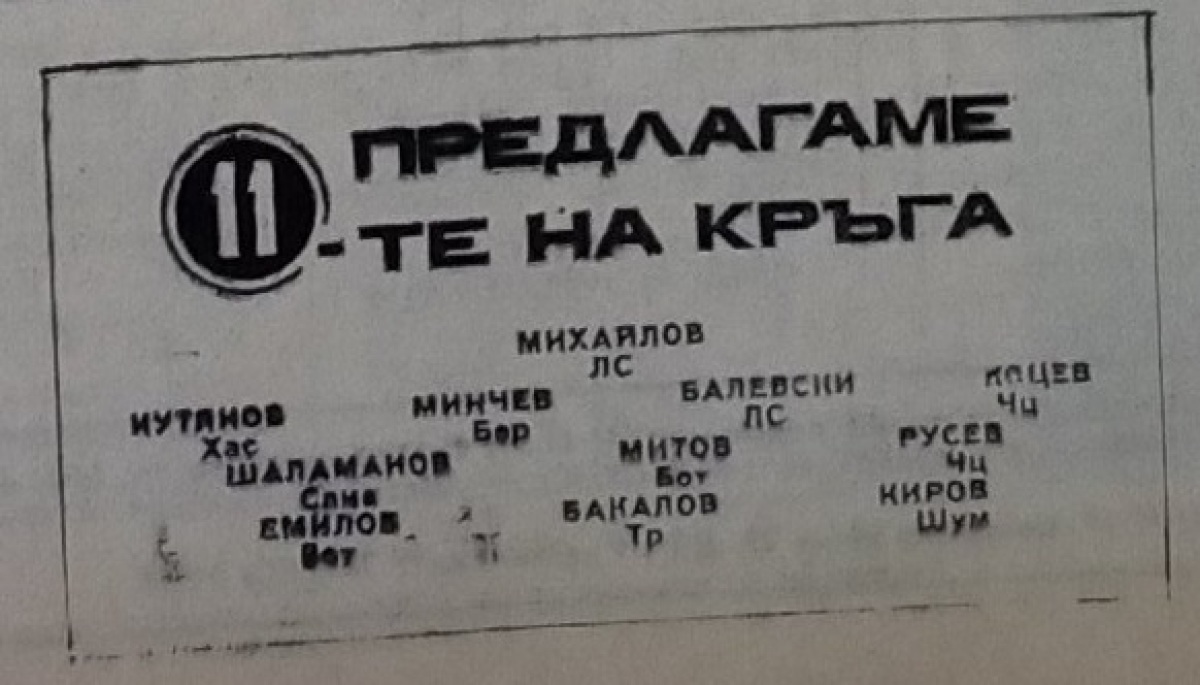 11 ПРЕДЛАГАМЕ
-ТЕ НА КРЪГА
МИХАЙЛОВ
ЛС
КУТЯНОВ МИНЧЕВ БАЛЕВСКИ КОЦЕВ
Хас Бер ЛС Чц
ШАЛАМАНОВ МИТОВ РУСЕВ
Слив Бот Чц
ЕМИЛОВ БАКАЛОВ КИРОВ
Бот Тр Шум